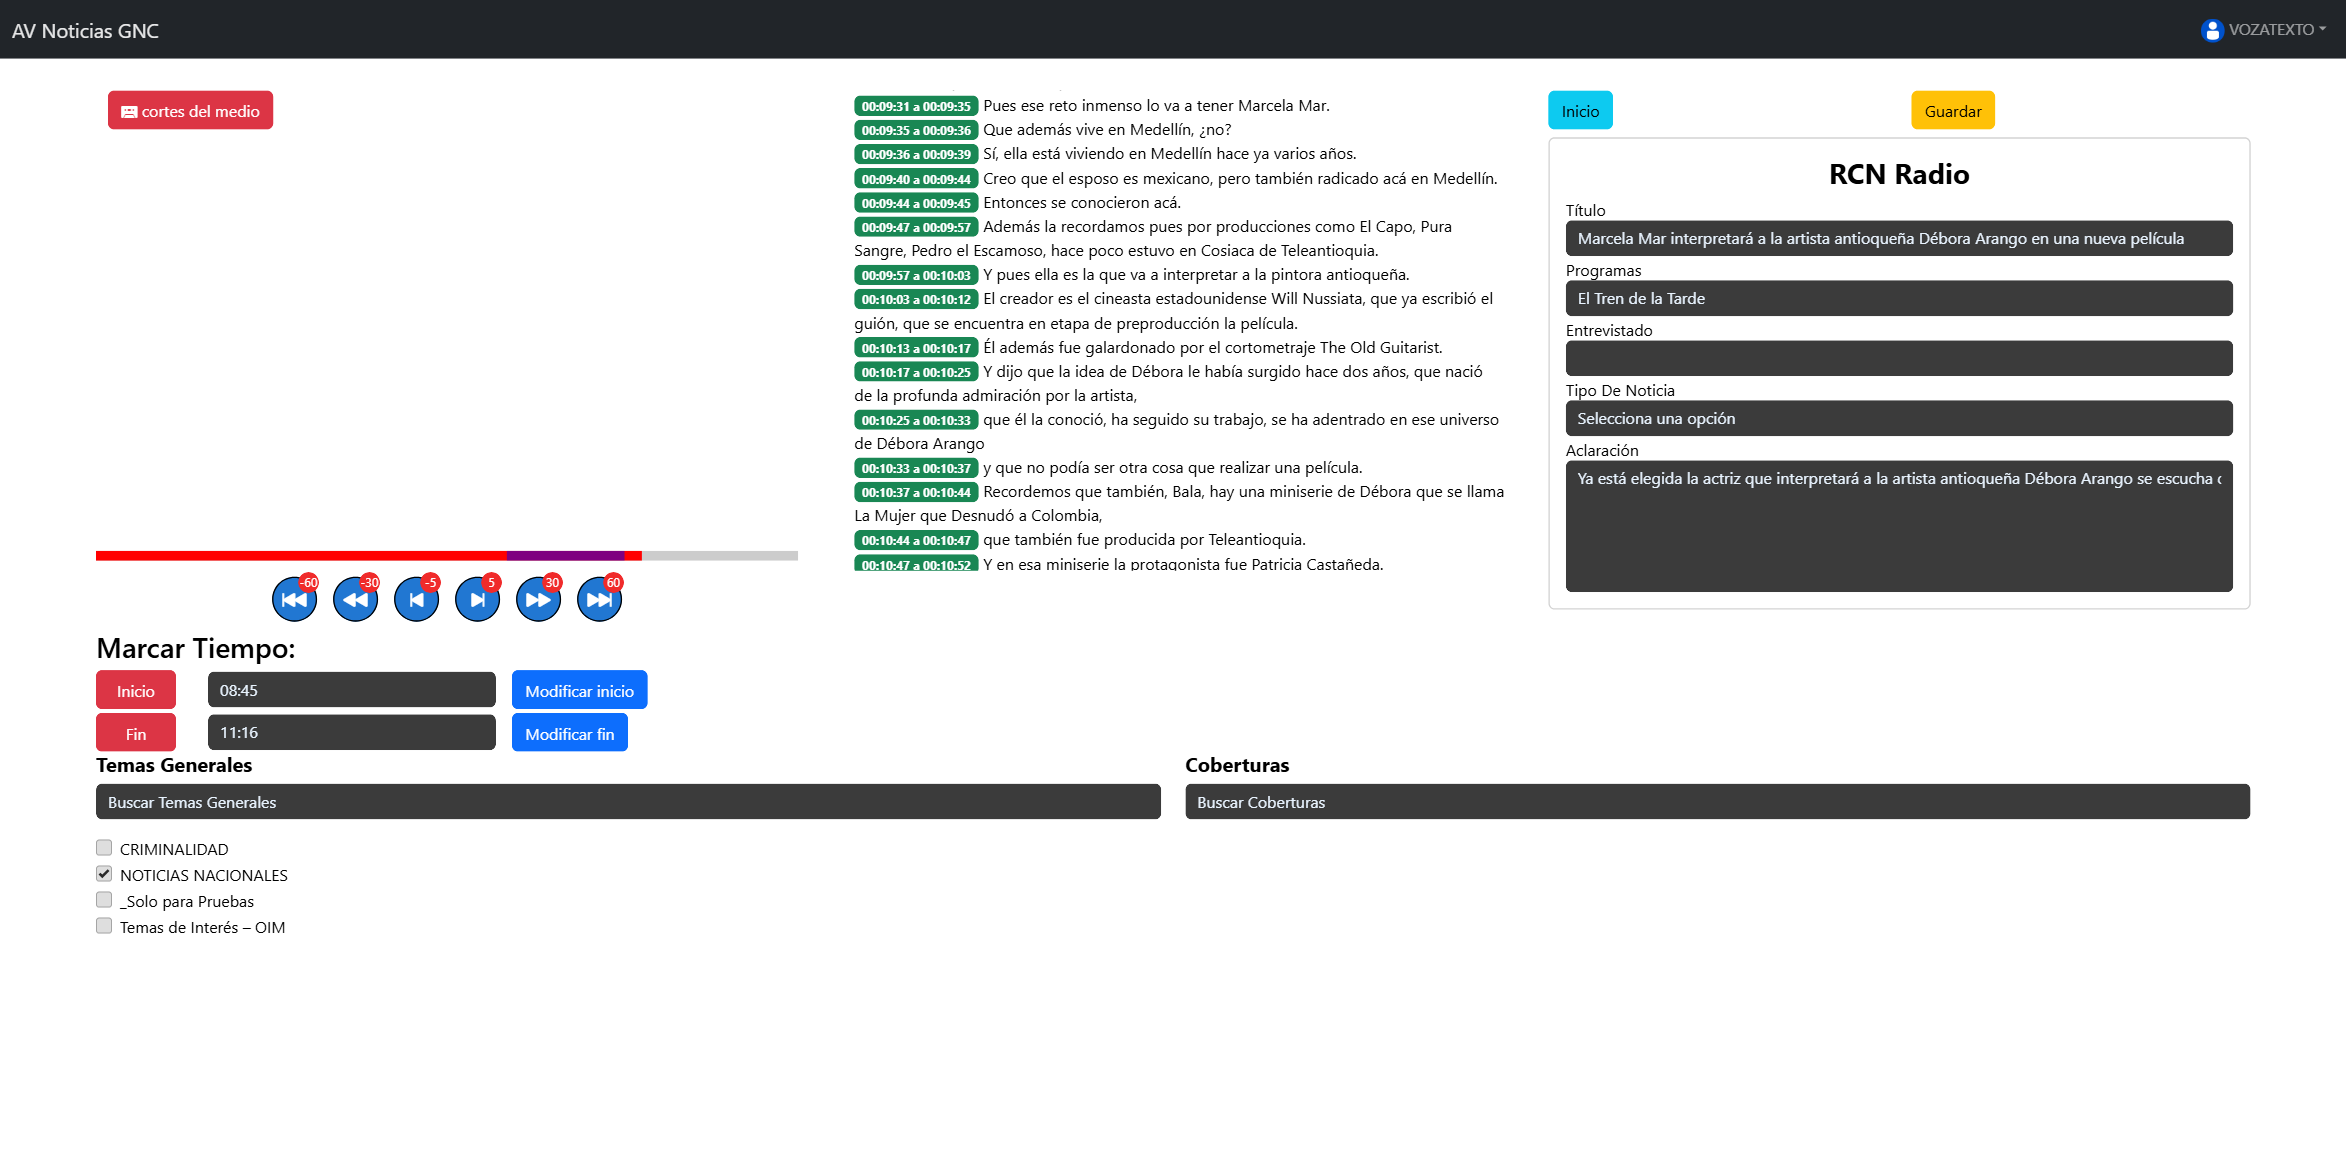 AV Noticias GNC
VOZATEXTO
cortes del medio
-60
-30
-5
5
30
60
Marcar Tiempo:
Inicio
08:45
Modificar inicio
Fin
11:16
Modificar fin
00:09:31 a 00:09:35 Pues ese reto inmenso lo va a tener Marcela Mar.
00:09:35 a 00:09:36 Que además vive en Medellín, ¿no?
00:09:36 a 00:09:39 Sí, ella está viviendo en Medellín hace ya varios años.
00:09:40 a 00:09:44 Creo que el esposo es mexicano, pero también radicado acá en Medellín.
00:09:44 a 00:09:45 Entonces se conocieron acá.
00:09:47 a 00:09:57 Además la recordamos pues por producciones como El Capo, Pura
Sangre, Pedro el Escamoso, hace poco estuvo en Cosiaca de Teleantioquia.
00:09:57 a 00:10:03 Y pues ella es la que va a interpretar a la pintora antioqueña.
00:10:03 a 00:10:12 El creador es el cineasta estadounidense Will Nussiata, que ya escribió el
guión, que se encuentra en etapa de preproducción la película.
00:10:13 a 00:10:17 Él además fue galardonado por el cortometraje The Old Guitarist.
00:10:17 a 00:10:25 Y dijo que la idea de Débora le había surgido hace dos años, que nació
de la profunda admiración por la artista,
00:10:25 a 00:10:33 que él la conoció, ha seguido su trabajo, se ha adentrado en ese universo
de Débora Arango
00:10:33 a 00:10:37 y que no podía ser otra cosa que realizar una película.
00:10:37 a 00:10:44 Recordemos que también, Bala, hay una miniserie de Débora que se llama
La Mujer que Desnudó a Colombia,
00:10:44 a 00:10:47 que también fue producida por Teleantioquia.
00:10:47 a 00:10:52 Y en esa miniserie la protagonista fue Patricia Castañeda.
Inicio
Guardar
RCN Radio
Título
Marcela Mar interpretará a la artista antioqueña Débora Arango en una nueva película
Programas
El Tren de la Tarde
Entrevistado
Tipo De Noticia
Selecciona una opción
Aclaración
Ya está elegida la actriz que interpretará a la artista antioqueña Débora Arango se escucha
Temas Generales
Buscar Temas Generales
CRIMINALIDAD
NOTICIAS NACIONALES
_Solo para Pruebas
Temas de Interés – OIM
Coberturas
Buscar Coberturas